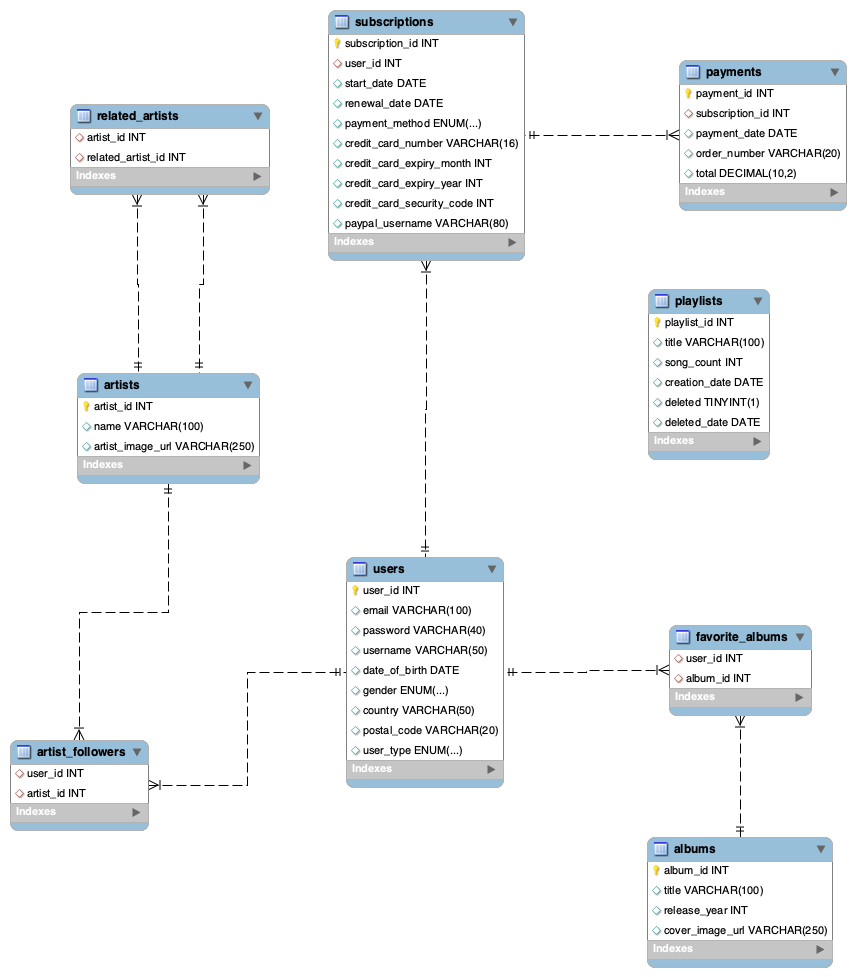 subscriptions
subscription_id INT
user_id INT
start_date DATE
renewal_date DATE
payment_method ENUM(...)
credit_card_number VARCHAR(16)
credit_card_expiry_month INT
credit_card_expiry_year INT
credit_card_security_code INT
paypal_username VARCHAR(80)
Indexes
payments
payment_id INT
subscription_id INT
payment_date DATE
order_number VARCHAR(20)
total DECIMAL(10,2)
Indexes
related_artists
artist_id INT
related_artist_id INT
Indexes
playlists
playlist_id INT
title VARCHAR(100)
song_count INT
creation_date DATE
deleted TINYINT(1)
deleted_date DATE
Indexes
artists
artist_id INT
name VARCHAR(100)
artist_image_url VARCHAR(250)
Indexes
users
user_id INT
email VARCHAR(100)
password VARCHAR(40)
username VARCHAR(50)
date_of_birth DATE
gender ENUM(...)
country VARCHAR(50)
postal_code VARCHAR(20)
user_type ENUM(...)
Indexes
favorite_albums
user_id INT
album_id INT
Indexes
artist_followers
user_id INT
artist_id INT
Indexes
albums
album_id INT
title VARCHAR(100)
release_year INT
cover_image_url VARCHAR(250)
Indexes